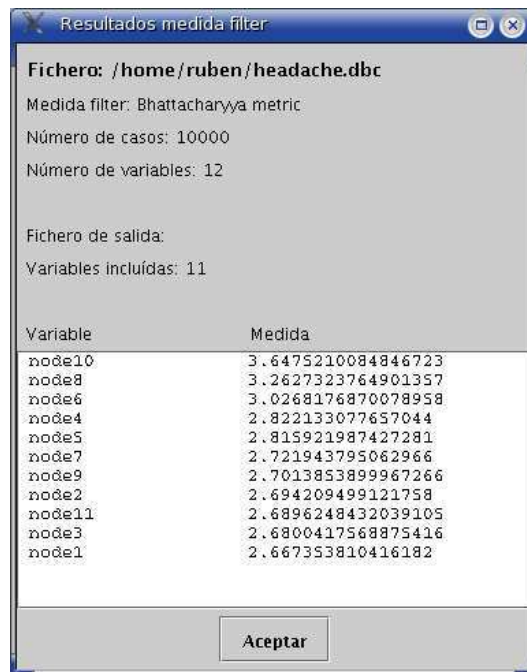 Resultados medida filter
Fichero: /home/ruben/headache.dbc
Medida filter: Bhattacharyya metric
Número de casos: 10000
Número de variables: 12
Fichero de salida:
Variables incluídas: 11
Variable Medida
node10 3.6475210084846723
node8 3.2627323764901357
node6 3.0268176870078958
node4 2.822133077657044
node5 2.815921987427281
node7 2.721943795062966
node9 2.7013853899967266
node2 2.694209499121758
node11 2.6896248432039105
node3 2.6800417568875416
node1 2.667353810416182
Aceptar